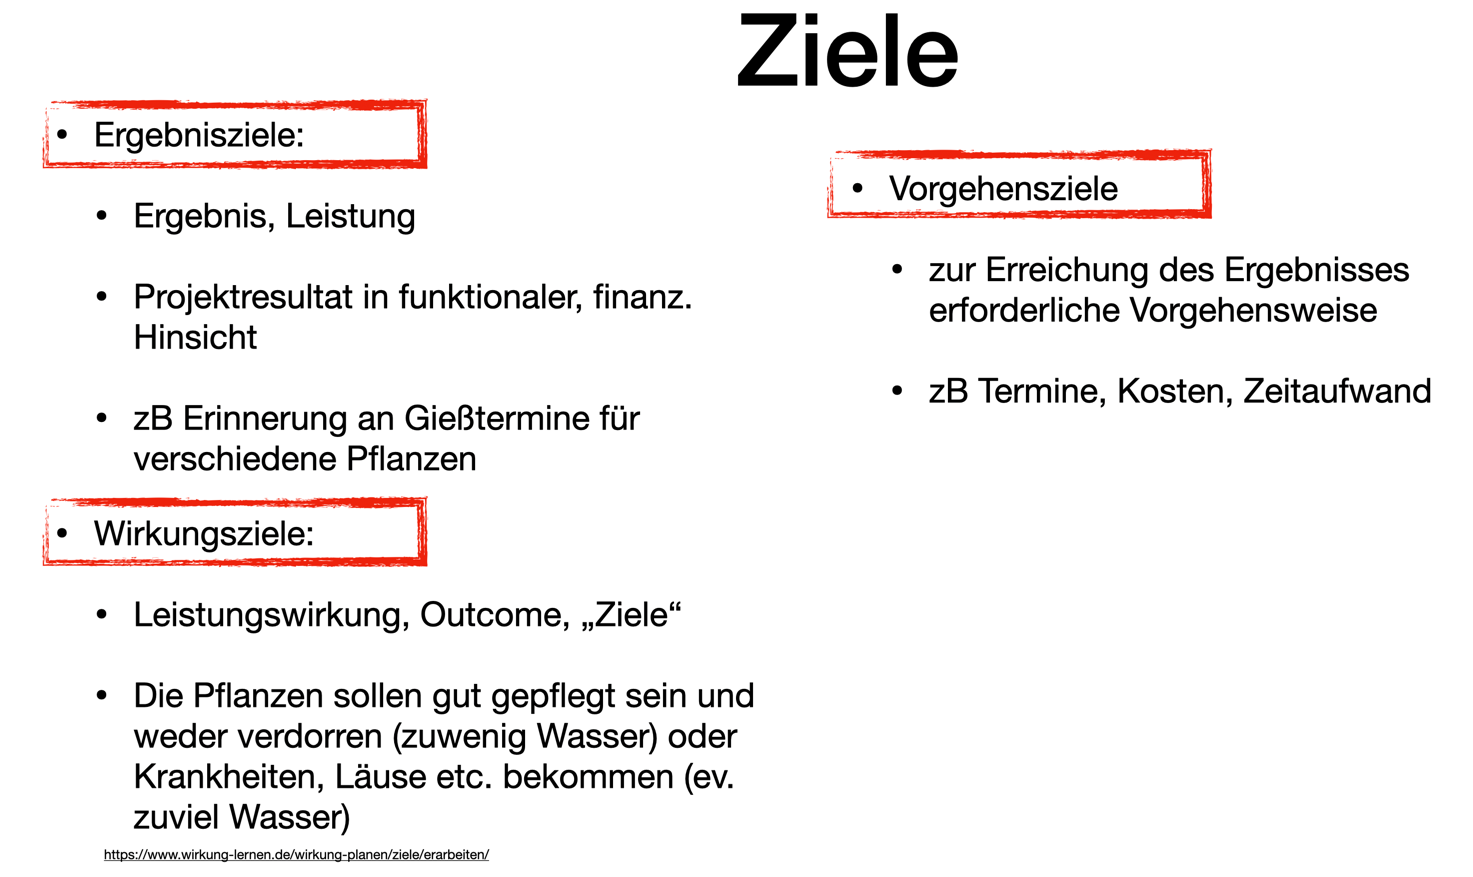 Ziele
• Ergebnisziele:
• Ergebnis, Leistung
• Projektresultat in funktionaler, finanz.
Hinsicht
• zB Erinnerung an Gießtermine für
verschiedene Pflanzen
• Wirkungsziele:
• Leistungswirkung, Outcome, „Ziele“
• Die Pflanzen sollen gut gepflegt sein und
weder verdorren (zuwenig Wasser) oder
Krankheiten, Läuse etc. bekommen (ev.
zuviel Wasser)
https://www.wirkung-lernen.de/wirkung-planen/ziele/erarbeiten/
• Vorgehensziele
• zur Erreichung des Ergebnisses
erforderliche Vorgehensweise
• zB Termine, Kosten, Zeitaufwand